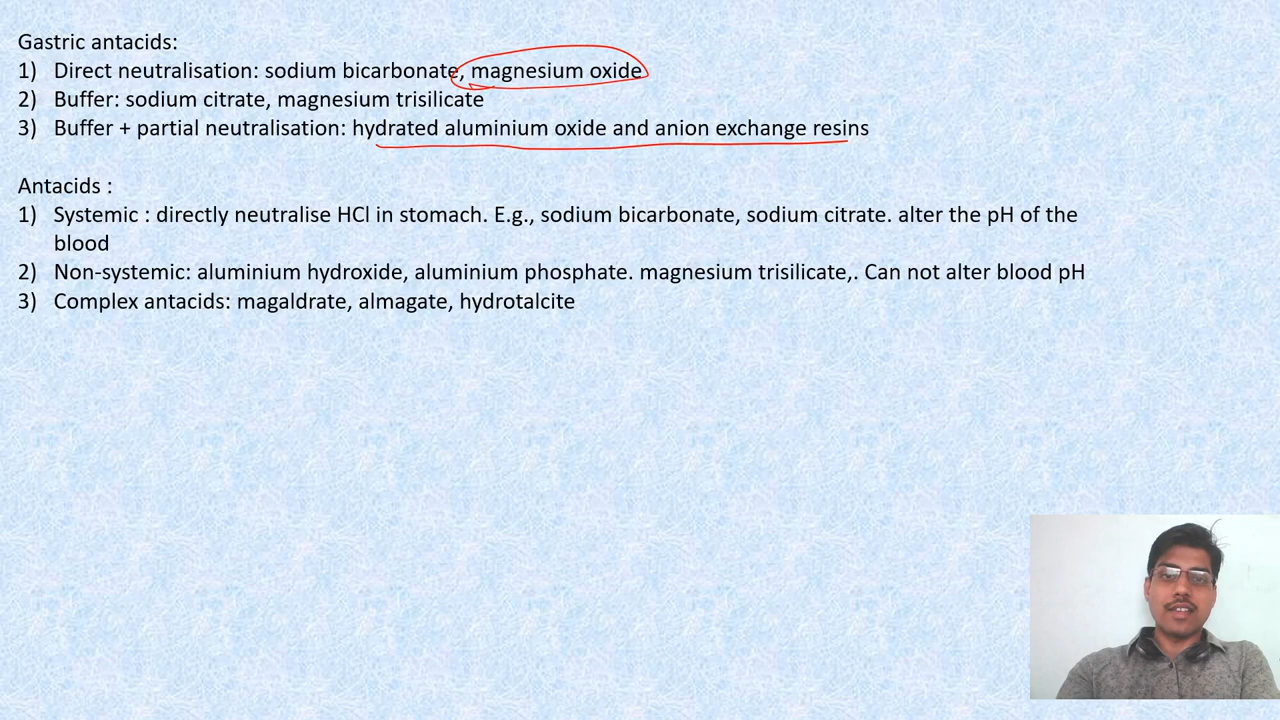 Gastric antacids:
1) Direct neutralisation: sodium bicarbonate, magnesium oxide
2) Buffer: sodium citrate, magnesium trisilicate
3) Buffer + partial neutralisation: hydrated aluminium oxide and anion exchange resins
Antacids :
1) Systemic : directly neutralise HCl in stomach. E.g., sodium bicarbonate, sodium citrate. alter the pH of the
blood
2) Non-systemic: aluminium hydroxide, aluminium phosphate. magnesium trisilicate,. Can not alter blood pH
3) Complex antacids: magaldrate, almagate, hydrotalcite